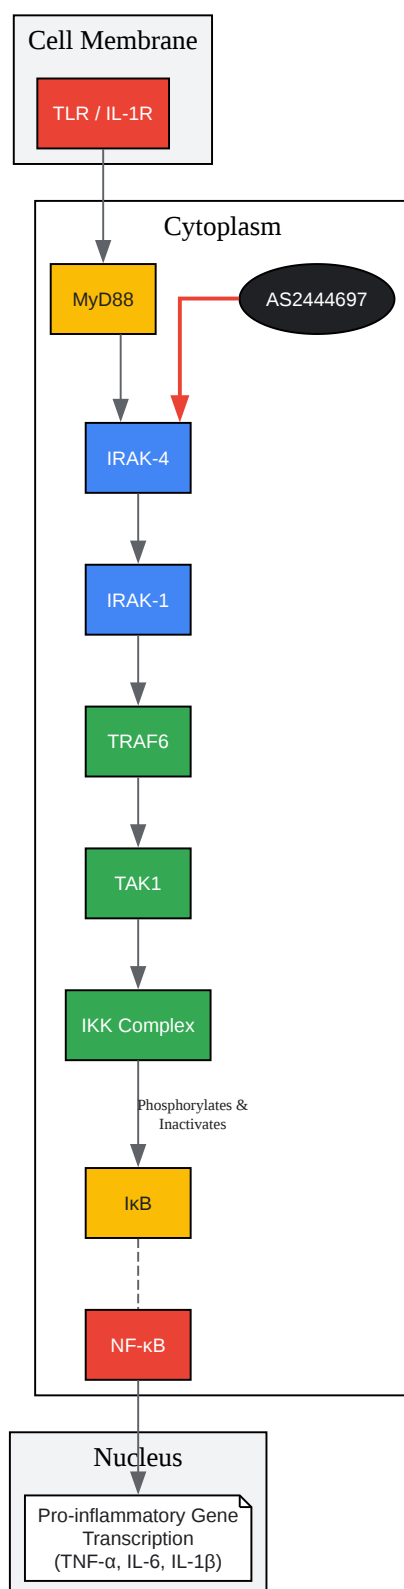 Cell Membrane
TLR / IL-1R
Cytoplasm
MyD88
AS2444697
IRAK-4
IRAK-1
TRAF6
TAK1
IKK Complex
Phosphorylates &
Inactivates
IκB
NF-κB
Nucleus
Pro-inflammatory Gene
Transcription
(TNF-α, IL-6, IL-1β)